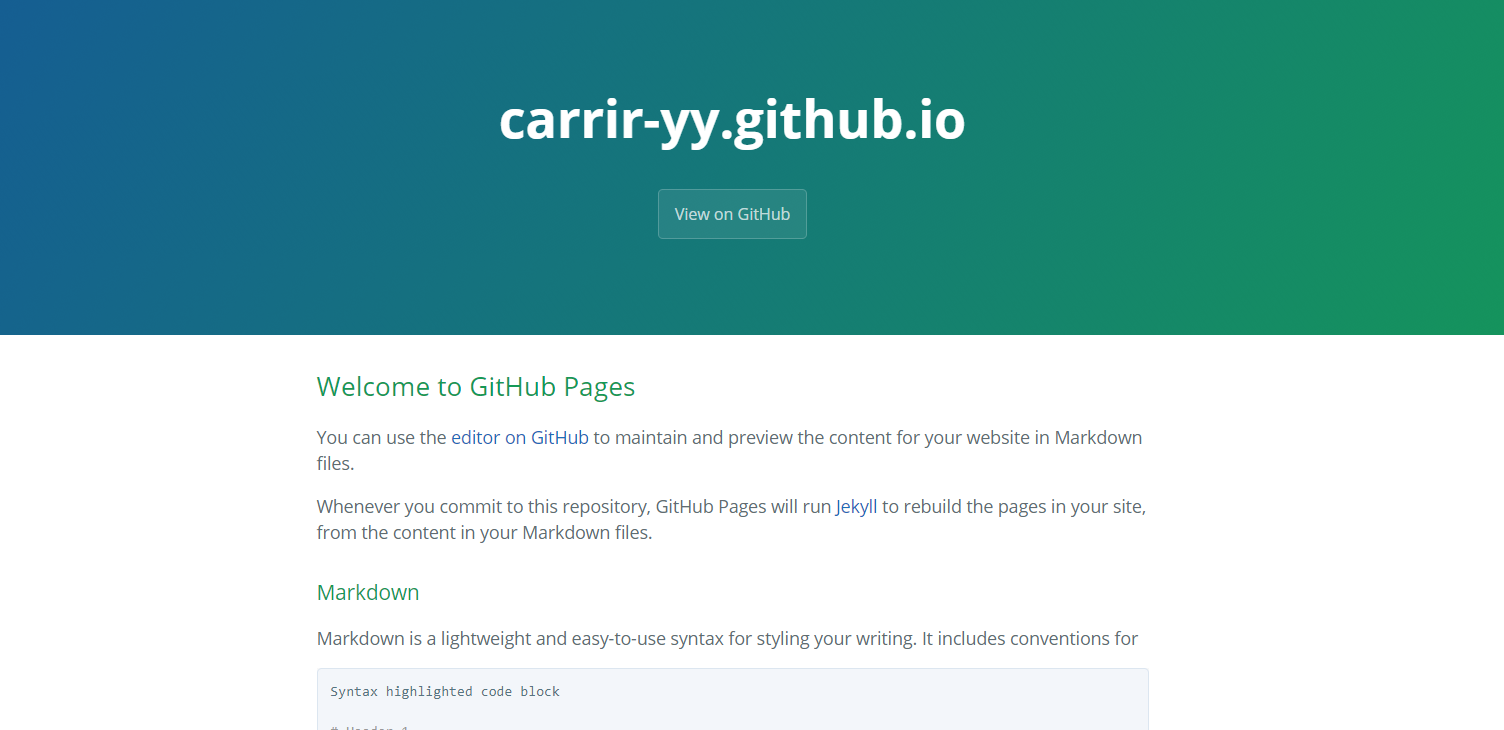 carrir-yy.github.io
View on GitHub
Welcome to GitHub Pages
You can use the editor on GitHub to maintain and preview the content for your website in Markdown
files.
Whenever you commit to this repository, GitHub Pages will run Jekyll to rebuild the pages in your site,
from the content in your Markdown files.
Markdown
Markdown is a lightweight and easy-to-use syntax for styling your writing. It includes conventions for
Syntax highlighted code block
# Header 1